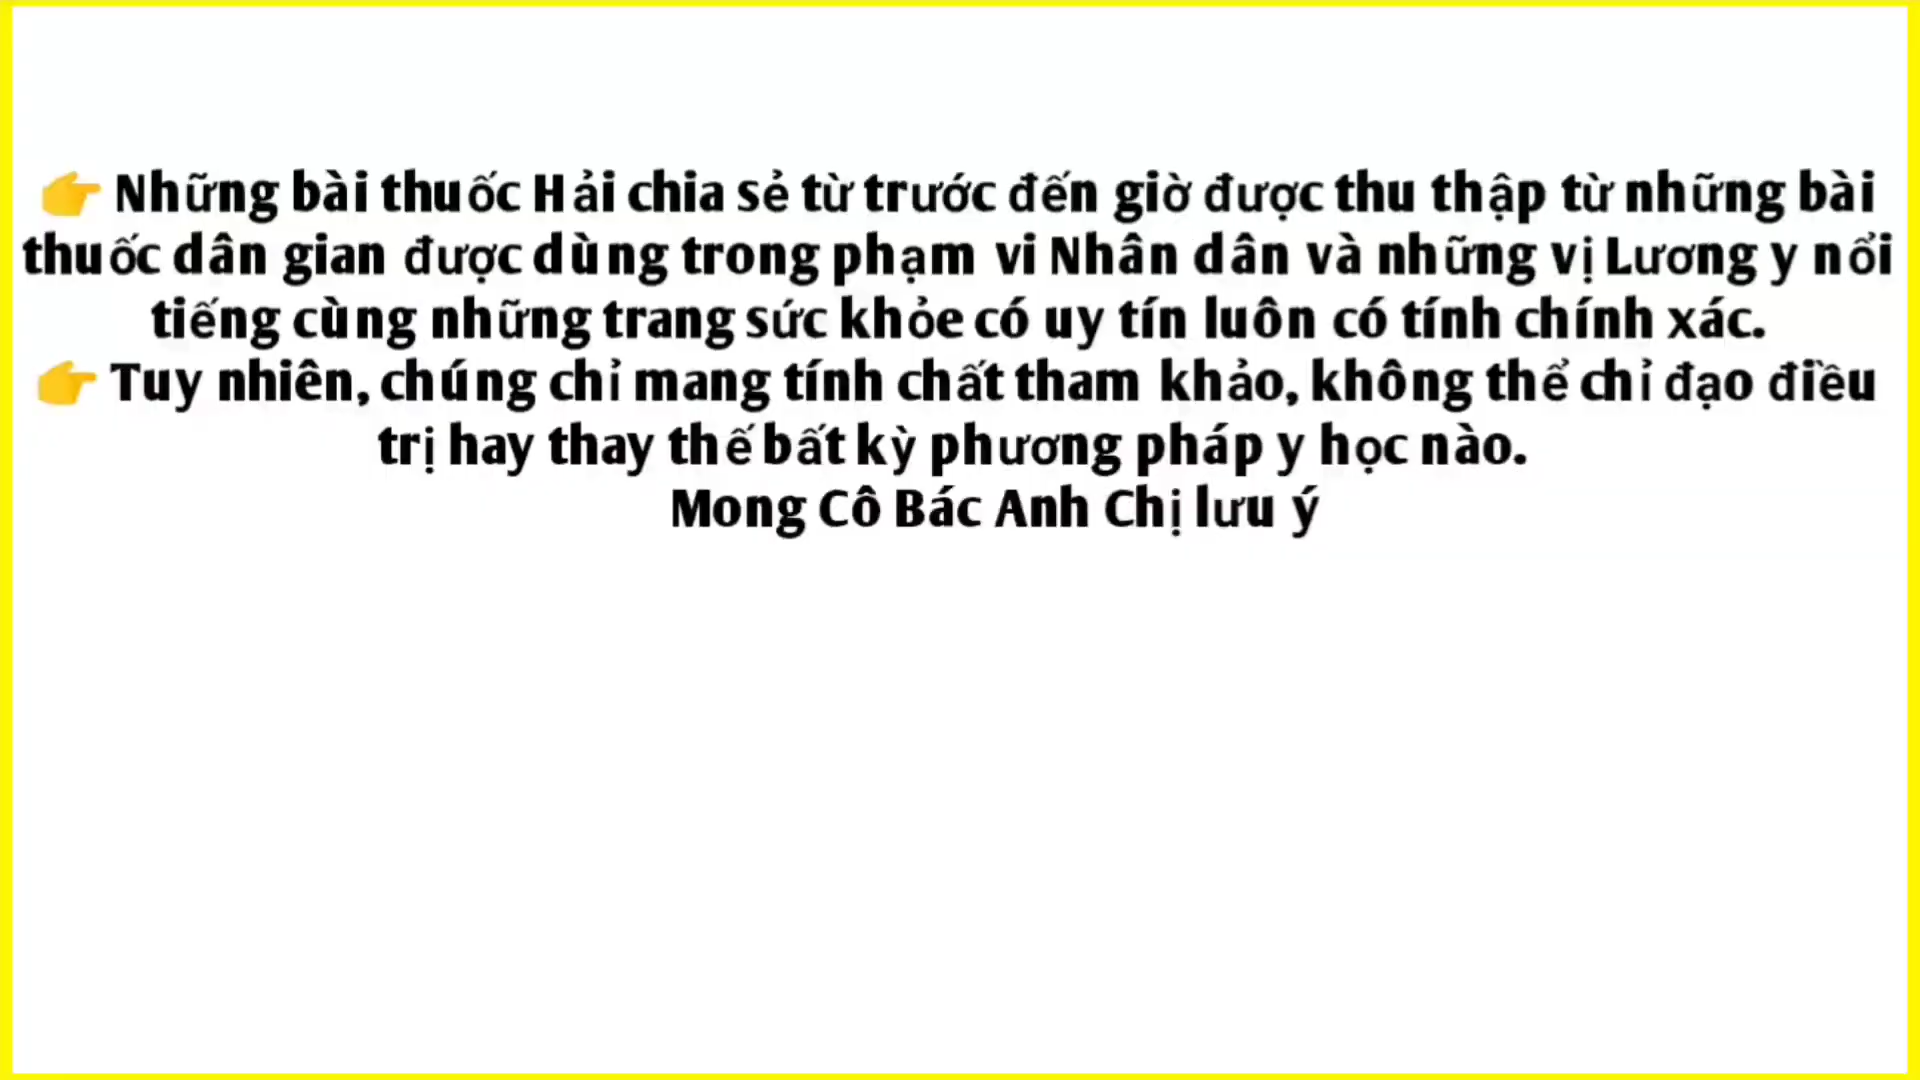 👉 Những bài thuốc Hải chia sẻ từ trước đến giờ được thu thập từ những bài
thuốc dân gian được dùng trong phạm vi Nhân dân và những vị Lương y nổi
tiếng cùng những trang sức khỏe có uy tín luôn có tính chính xác.
👉 Tuy nhiên, chúng chỉ mang tính chất tham khảo, không thể chỉ đạo điều
trị hay thay thế bất kỳ phương pháp y học nào.
Mong Cô Bác Anh Chị lưu ý